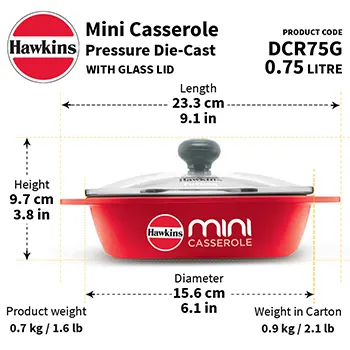 Hawkins
Mini Casserole
Pressure Die-Cast
WITH GLASS LID
PRODUCT CODE
DCR75G
0.75 LITRE
Length
23.3 cm
9.1 in
Height
9.7 cm
3.8 in
Hawkins
Hawkins
mini
CASSEROLE
Diameter
15.6 cm
6.1 in
Product weight
0.7 kg / 1.6 lb
Weight in Carton
0.9 kg / 2.1 lb